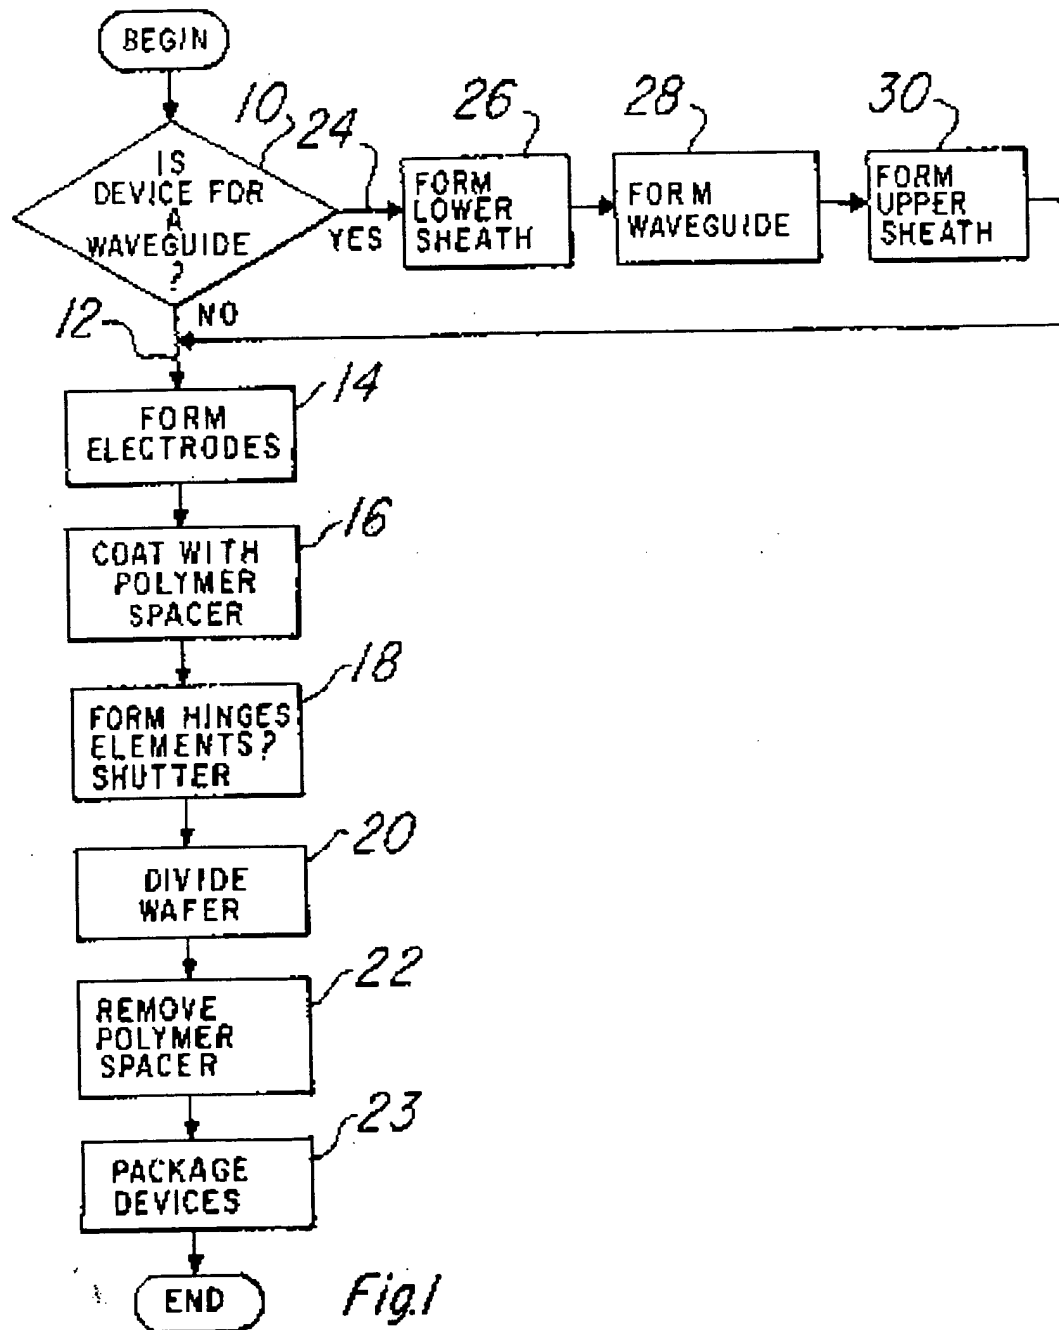 BEGIN
10
24
26
28
30
IS
DEVICE FOR
A
WAVEGUIDE
?
YES
FORM
LOWER
SHEATH
FORM
WAVEGUIDE
FORM
UPPER
SHEATH
NO
12
14
FORM
ELECTRODES
16
COAT WITH
POLYMER
SPACER
18
FORM HINGES
ELEMENTS?
SHUTTER
20
DIVIDE
WAFER
22
REMOVE
POLYMER
SPACER
23
PACKAGE
DEVICES
END
Fig.1